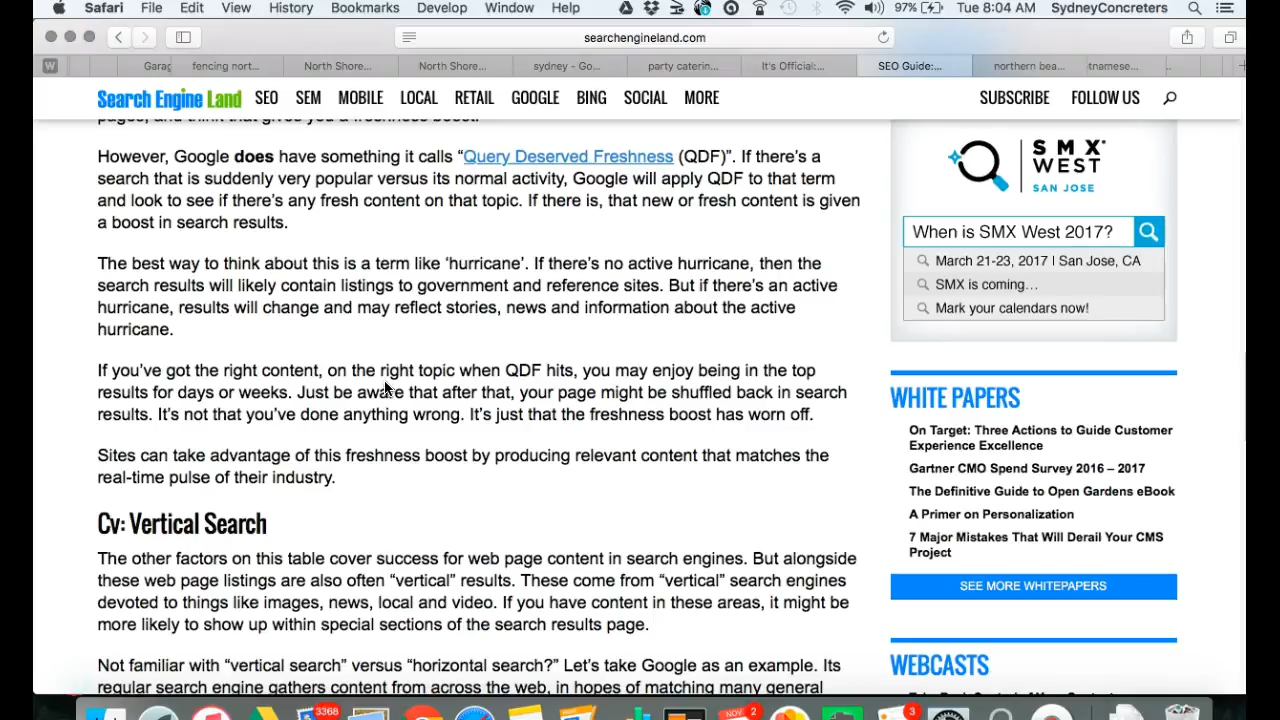 Safari File Edit View History Bookmarks Develop Window Help
97% Tue 8:04 AM SydneyConcreters
searchengineland.com
W Garag fencing nort... North Shore... North Shore... sydney - Go... party caterin... It's Official:... SEO Guide:... northern bea... tnamese...
Search Engine Land SEO SEM MOBILE LOCAL RETAIL GOOGLE BING SOCIAL MORE SUBSCRIBE FOLLOW US
pages, and think that gives you a freshness boost.
However, Google does have something it calls “Query Deserved Freshness (QDF)”. If there’s a
search that is suddenly very popular versus its normal activity, Google will apply QDF to that term
and look to see if there’s any fresh content on that topic. If there is, that new or fresh content is given
a boost in search results.
The best way to think about this is a term like ‘hurricane’. If there’s no active hurricane, then the
search results will likely contain listings to government and reference sites. But if there’s an active
hurricane, results will change and may reflect stories, news and information about the active
hurricane.
If you’ve got the right content, on the right topic when QDF hits, you may enjoy being in the top
results for days or weeks. Just be aware that after that, your page might be shuffled back in search
results. It’s not that you’ve done anything wrong. It’s just that the freshness boost has worn off.
Sites can take advantage of this freshness boost by producing relevant content that matches the
real-time pulse of their industry.
Cv: Vertical Search
The other factors on this table cover success for web page content in search engines. But alongside
these web page listings are also often “vertical” results. These come from “vertical” search engines
devoted to things like images, news, local and video. If you have content in these areas, it might be
more likely to show up within special sections of the search results page.
Not familiar with “vertical search” versus “horizontal search?” Let’s take Google as an example. Its
regular search engine gathers content from across the web, in hopes of matching many general
SMX
WEST
SAN JOSE
When is SMX West 2017?
March 21-23, 2017 | San Jose, CA
SMX is coming…
Mark your calendars now!
WHITE PAPERS
On Target: Three Actions to Guide Customer
Experience Excellence
Gartner CMO Spend Survey 2016 – 2017
The Definitive Guide to Open Gardens eBook
A Primer on Personalization
7 Major Mistakes That Will Derail Your CMS
Project
SEE MORE WHITEPAPERS
WEBCASTS
3368
NOV 2
3